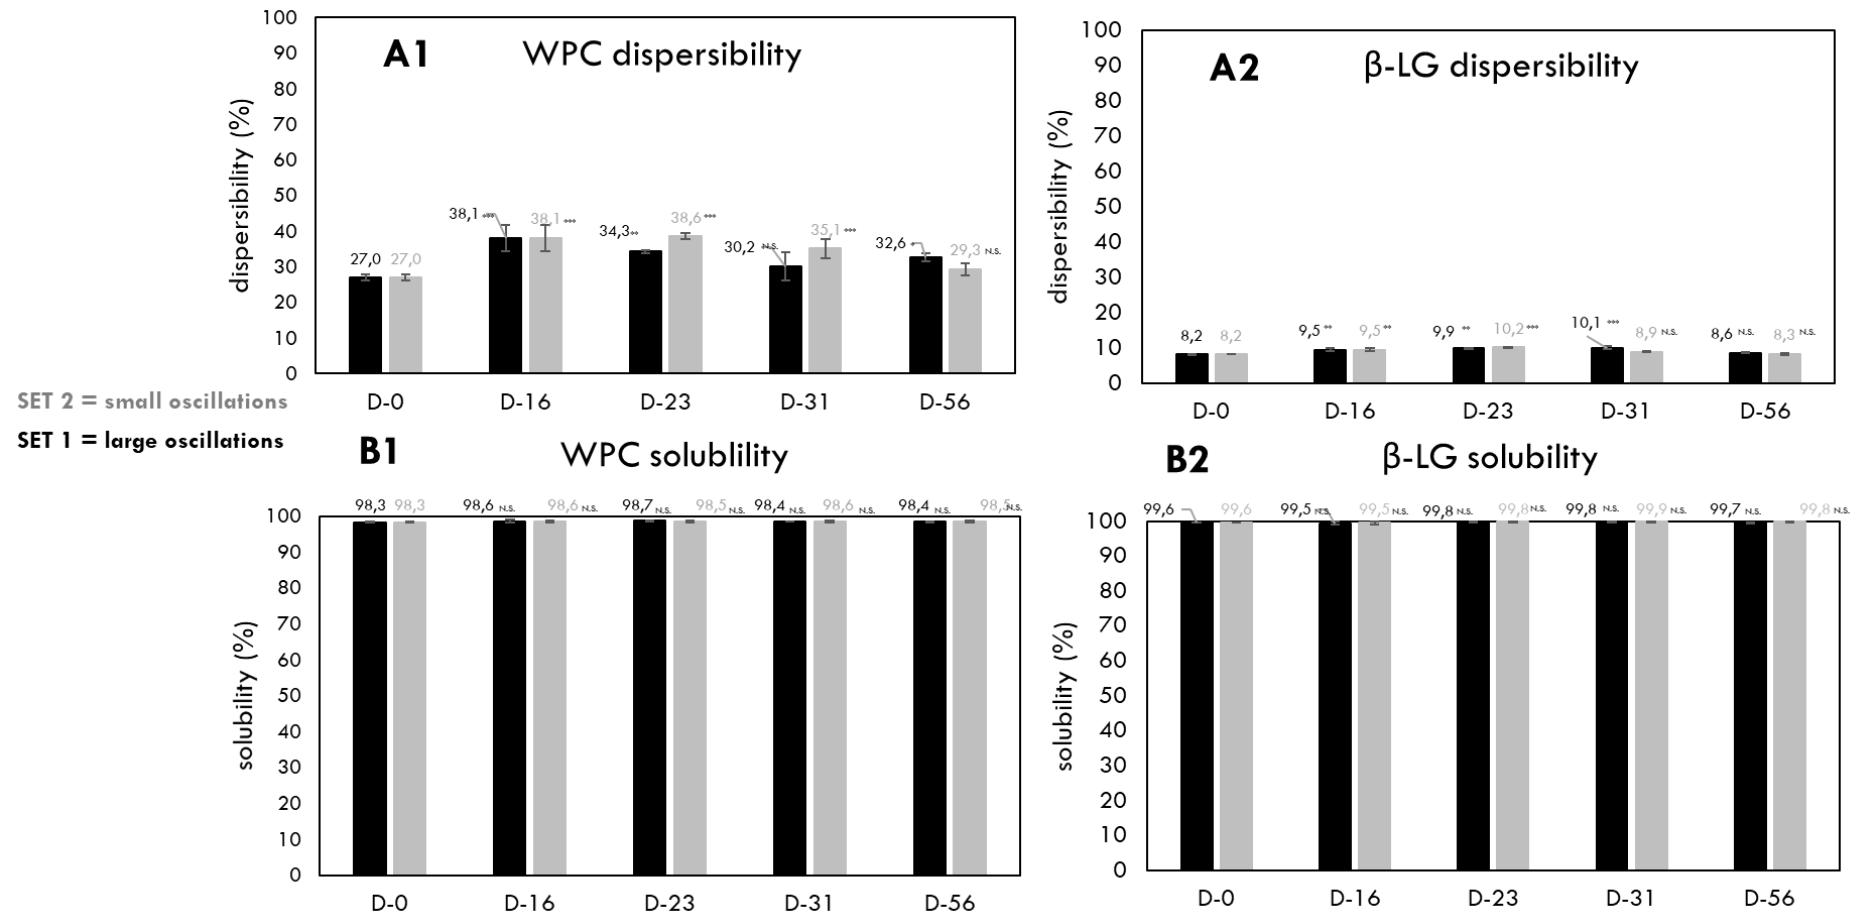 A1 WPC dispersibility
dispersibility (%)
100
90
80
70
60
50
40
30
20
10
0
27,0 27,0
38,1 *** 38,1 ***
34,3 ** 38,6 ***
30,2 N.S. 35,1 ***
32,6 * 29,3 N.S.
D-0 D-16 D-23 D-31 D-56
A2 β-LG dispersibility
dispersibility (%)
100
90
80
70
60
50
40
30
20
10
0
8,2 8,2
9,5 ** 9,5 **
9,9 ** 10,2 ***
10,1 *** 8,9 N.S.
8,6 N.S. 8,3 N.S.
D-0 D-16 D-23 D-31 D-56
SET 2 = small oscillations
SET 1 = large oscillations
B1 WPC solublility
solubility (%)
98,3 98,3
98,6 N.S. 98,6 N.S.
98,7 N.S. 98,5 N.S.
98,4 N.S. 98,6 N.S.
98,4 N.S. 98,5 N.S.
100
90
80
70
60
50
40
30
20
10
0
D-0 D-16 D-23 D-31 D-56
B2 β-LG solubility
solubility (%)
99,6 99,6
99,5 N.S. 99,5 N.S.
99,8 N.S. 99,8 N.S.
99,8 N.S. 99,9 N.S.
99,7 N.S. 99,8 N.S.
100
90
80
70
60
50
40
30
20
10
0
D-0 D-16 D-23 D-31 D-56